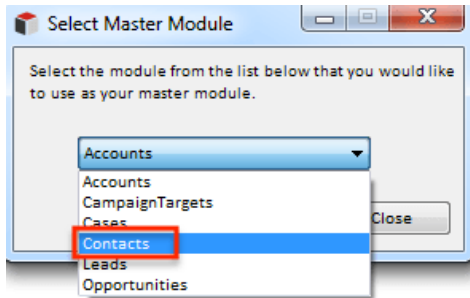 Select Master Module
Select the module from the list below that you would like
to use as your master module.
Accounts
Accounts
CampaignTargets
Cases
Close
Contacts
Leads
Opportunities